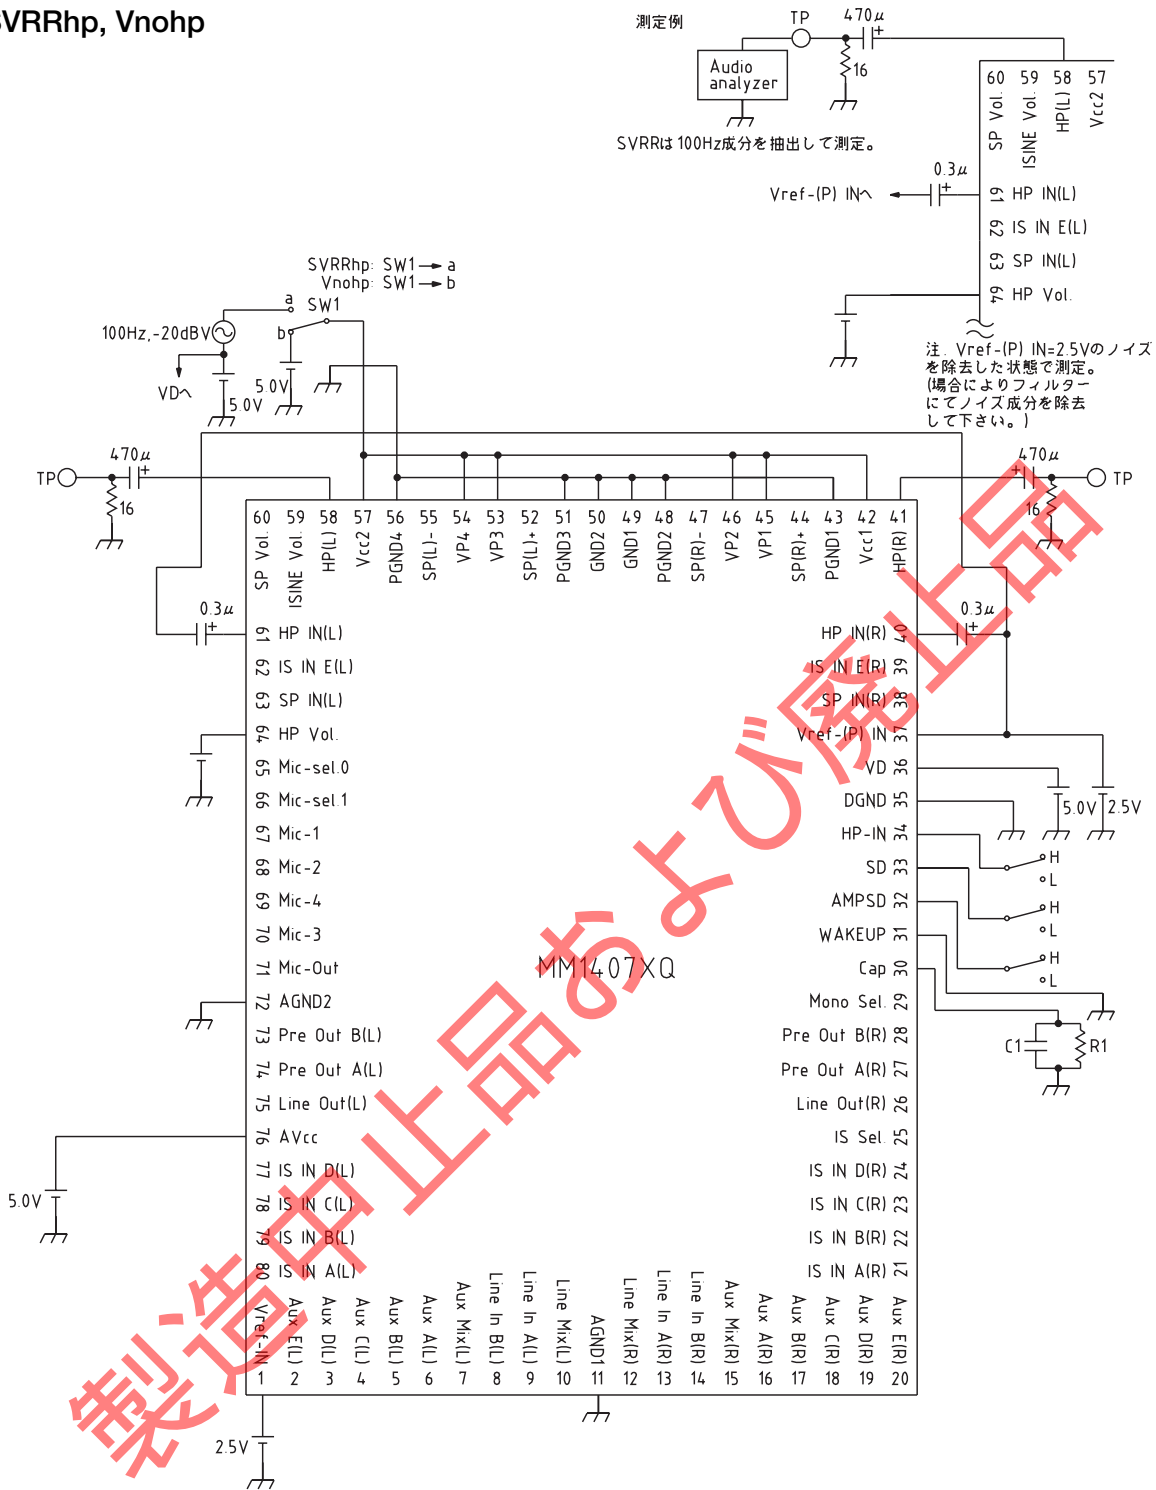 SVRRhp, Vnohp
測定例
TP
470μ
+
16
Audio
analyzer
SVRRは100Hz成分を抽出して測定。
60 SP Vol.
59 ISINE Vol.
58 HP(L)
57 Vcc2
0.3μ
+
Vref-(P) INへ
61 HP IN(L)
62 IS IN E(L)
63 SP IN(L)
64 HP Vol.
注. Vref-(P) IN=2.5Vのノイズ
を除去した状態で測定。
(場合によりフィルター
にてノイズ成分を除去
して下さい。)
SVRRhp: SW1→a
Vnohp: SW1→b
a
SW1
b
100Hz,-20dBV
VDへ
5.0V
5.0V
TP
470μ
+
16
470μ
+
TP
16
60 SP Vol.
59 ISINE Vol.
58 HP(L)
57 Vcc2
56 PGND4
55 SP(L)-
54 VP4
53 VP3
52 SP(L)+
51 PGND3
50 GND2
49 GND1
48 PGND2
47 SP(R)-
46 VP2
45 VP1
44 SP(R)+
43 PGND1
42 Vcc1
41 HP(R)
0.3μ
+
61 HP IN(L)
62 IS IN E(L)
63 SP IN(L)
64 HP Vol.
65 Mic-sel.0
66 Mic-sel.1
67 Mic-1
68 Mic-2
69 Mic-4
70 Mic-3
71 Mic-Out
72 AGND2
73 Pre Out B(L)
74 Pre Out A(L)
75 Line Out(L)
76 AVcc
77 IS IN D(L)
78 IS IN C(L)
79 IS IN B(L)
80 IS IN A(L)
5.0V
MM1407XQ
0.3μ
+
HP IN(R) 40
IS IN E(R) 39
SP IN(R) 38
Vref-(P) IN 37
VD 36
DGND 35
HP-IN 34
SD 33
AMPSD 32
WAKEUP 31
Cap 30
Mono Sel. 29
Pre Out B(R) 28
Pre Out A(R) 27
Line Out(R) 26
IS Sel. 25
IS IN D(R) 24
IS IN C(R) 23
IS IN B(R) 22
IS IN A(R) 21
5.0V
2.5V
H
L
H
L
H
L
C1
R1
Vref-IN 1
Aux E(L) 2
Aux D(L) 3
Aux C(L) 4
Aux B(L) 5
Aux A(L) 6
Aux Mix(L) 7
Line In B(L) 8
Line In A(L) 9
Line Mix(L) 10
AGND1 11
Line Mix(R) 12
Line In A(R) 13
Line In B(R) 14
Aux Mix(R) 15
Aux A(R) 16
Aux B(R) 17
Aux C(R) 18
Aux D(R) 19
Aux E(R) 20
2.5V
製造中止品および廃止品